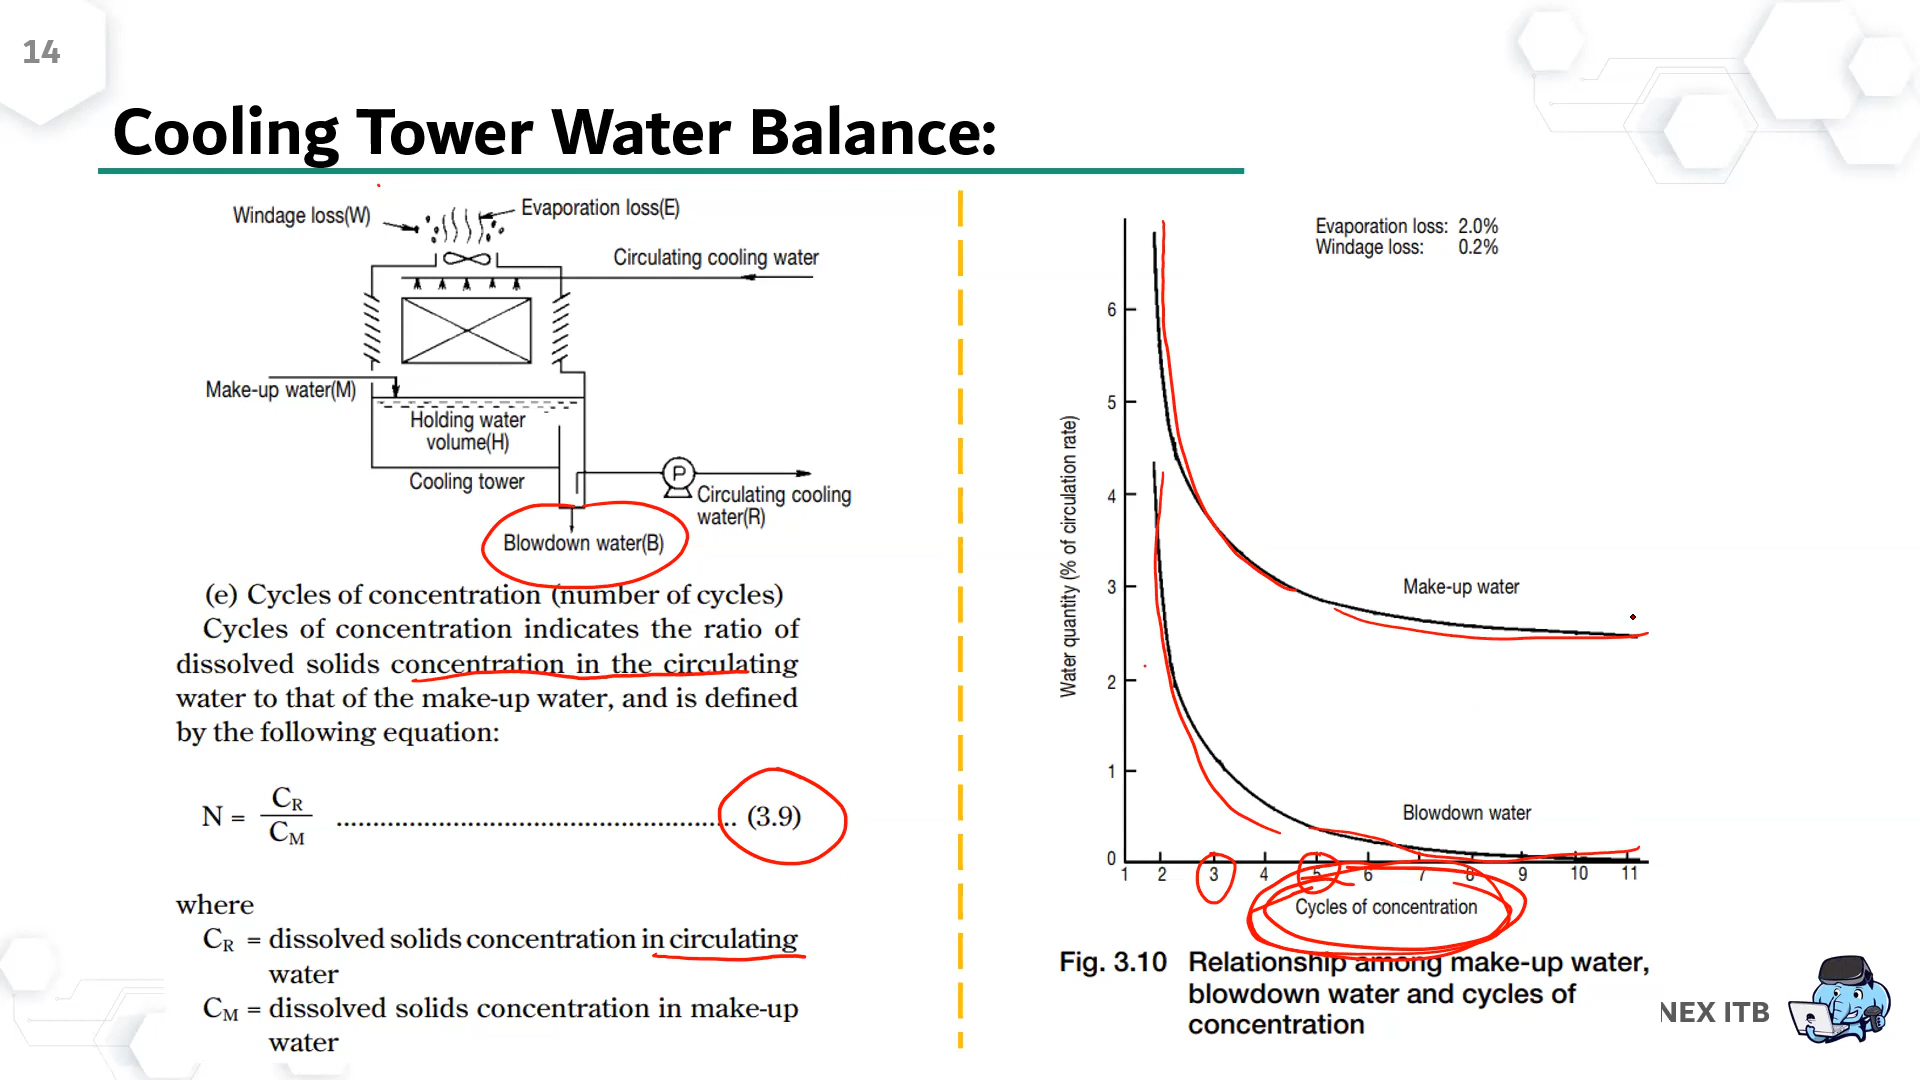 14
Cooling Tower Water Balance:
Windage loss(W)
Evaporation loss(E)
Circulating cooling water
Make-up water(M)
Holding water
volume(H)
Cooling tower
P
Circulating cooling
water(R)
Blowdown water(B)
(e) Cycles of concentration (number of cycles)
Cycles of concentration indicates the ratio of
dissolved solids concentration in the circulating
water to that of the make-up water, and is defined
by the following equation:
N = C_R / C_M ........................................................ (3.9)
where
C_R = dissolved solids concentration in circulating
water
C_M = dissolved solids concentration in make-up
water
Evaporation loss: 2.0%
Windage loss: 0.2%
Water quantity (% of circulation rate)
6
5
4
3
2
1
0
Make-up water
Blowdown water
1 2 3 4 5 6 7 8 9 10 11
Cycles of concentration
Fig. 3.10 Relationship among make-up water,
blowdown water and cycles of
concentration
NEX ITB